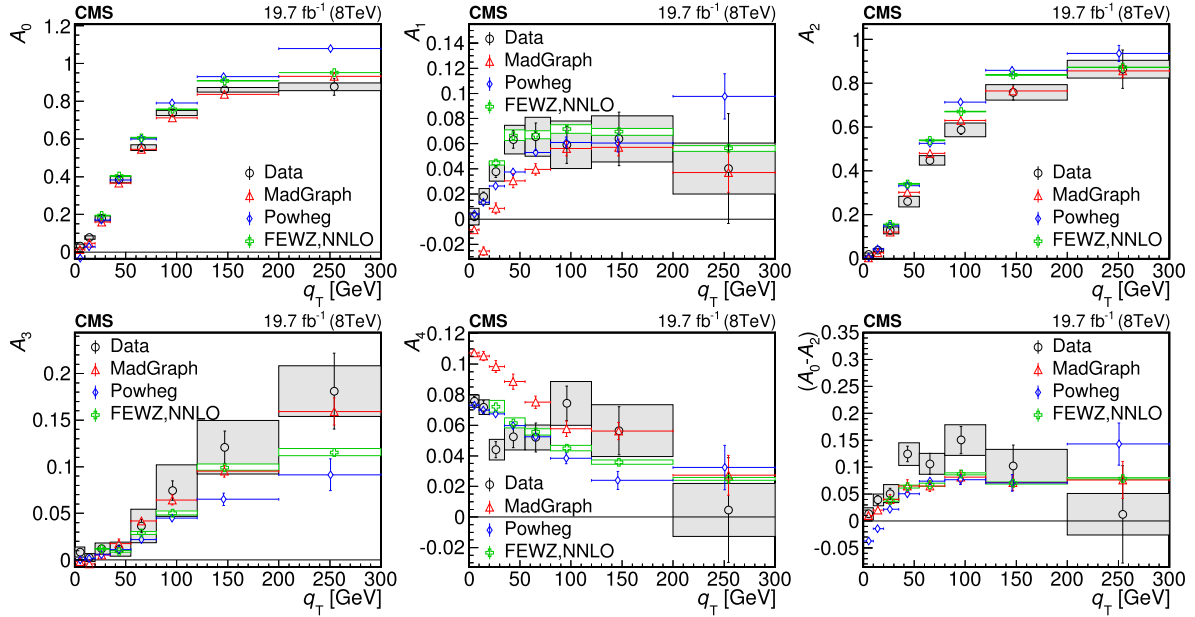 CMS 19.7 fb⁻¹ (8TeV)
A₀
1.2
1
0.8
0.6
0.4
0.2
0
Data
MadGraph
Powheg
FEWZ,NNLO
0 50 100 150 200 250 300
q_T [GeV]
CMS 19.7 fb⁻¹ (8TeV)
A₁
0.14
0.12
0.1
0.08
0.06
0.04
0.02
0
-0.02
Data
MadGraph
Powheg
FEWZ,NNLO
0 50 100 150 200 250 300
q_T [GeV]
CMS 19.7 fb⁻¹ (8TeV)
A₂
1
0.8
0.6
0.4
0.2
0
Data
MadGraph
Powheg
FEWZ,NNLO
0 50 100 150 200 250 300
q_T [GeV]
CMS 19.7 fb⁻¹ (8TeV)
A₃
0.2
0.15
0.1
0.05
0
Data
MadGraph
Powheg
FEWZ,NNLO
0 50 100 150 200 250 300
q_T [GeV]
CMS 19.7 fb⁻¹ (8TeV)
A₄
0.12
0.1
0.08
0.06
0.04
0.02
0
-0.02
Data
MadGraph
Powheg
FEWZ,NNLO
0 50 100 150 200 250 300
q_T [GeV]
CMS 19.7 fb⁻¹ (8TeV)
(A₀-A₂)
0.35
0.3
0.25
0.2
0.15
0.1
0.05
0
-0.05
Data
MadGraph
Powheg
FEWZ,NNLO
0 50 100 150 200 250 300
q_T [GeV]